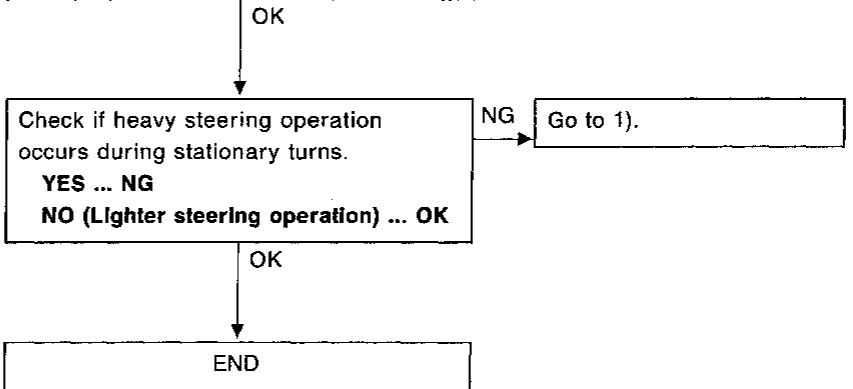 OK
Check if heavy steering operation
occurs during stationary turns.
YES ... NG
NO (Lighter steering operation) ... OK
NG
Go to 1).
OK
END